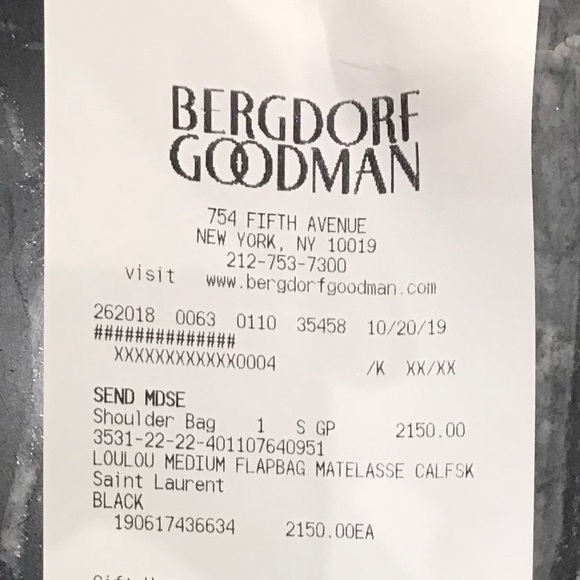 BERGDORF
GOODMAN
754 FIFTH AVENUE
NEW YORK, NY 10019
212-753-7300
visit www.bergdorfgoodman.com
262018 0063 0110 35458 10/20/19
##############
XXXXXXXXXXXX0004 /K XX/XX
SEND MDSE
Shoulder Bag 1 S GP 2150.00
3531-22-22-401107640951
LOULOU MEDIUM FLAPBAG MATELASSE CALFSK
Saint Laurent
BLACK
190617436634 2150.00EA